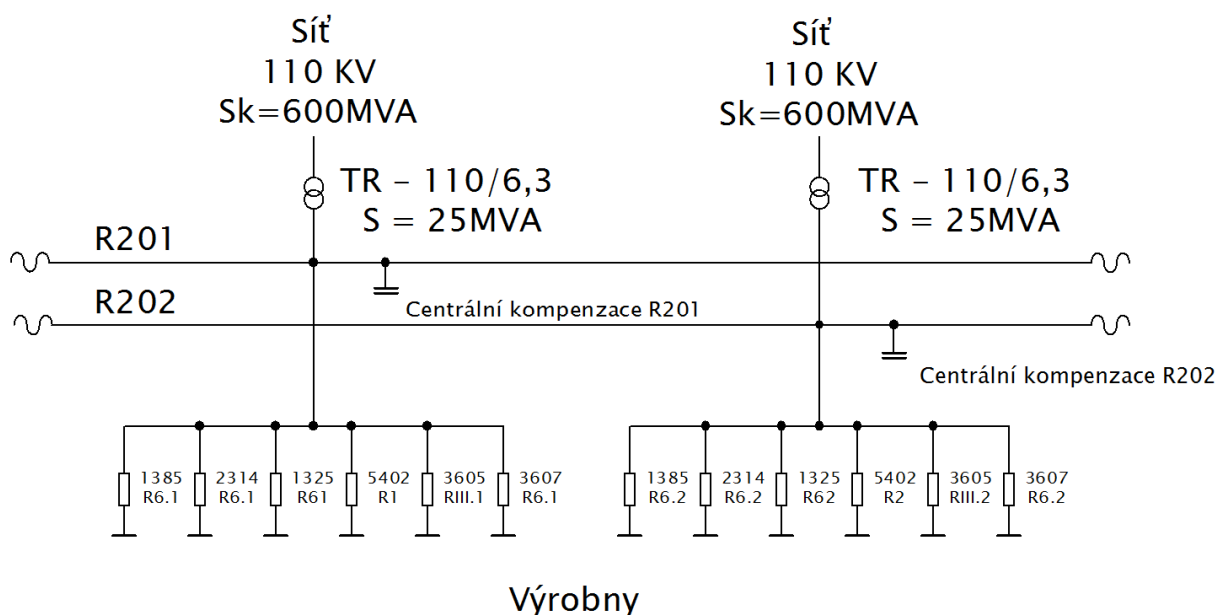 Síť
110 KV
Sk=600MVA
Síť
110 KV
Sk=600MVA
TR – 110/6,3
S = 25MVA
TR – 110/6,3
S = 25MVA
R201
R202
Centrální kompenzace R201
Centrální kompenzace R202
1385
R6.1
2314
R6.1
1325
R61
5402
R1
3605
RIII.1
3607
R6.1
1385
R6.2
2314
R6.2
1325
R62
5402
R2
3605
RIII.2
3607
R6.2
Výrobny